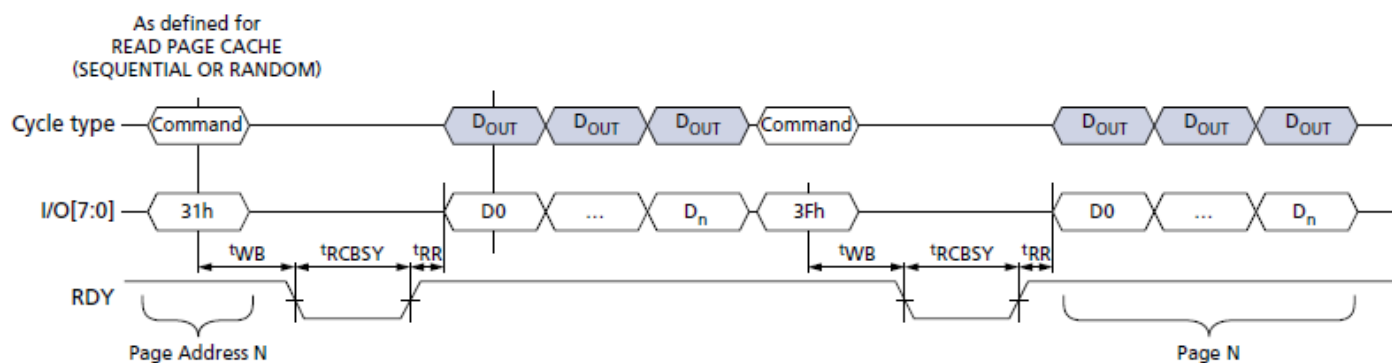 As defined for
READ PAGE CACHE
(SEQUENTIAL OR RANDOM)
Cycle type Command DOUT DOUT DOUT Command DOUT DOUT DOUT
I/O[7:0] 31h D0 ... Dn 3Fh D0 ... Dn
tWB tRCBSY tRR tWB tRCBSY tRR
RDY
Page Address N Page N